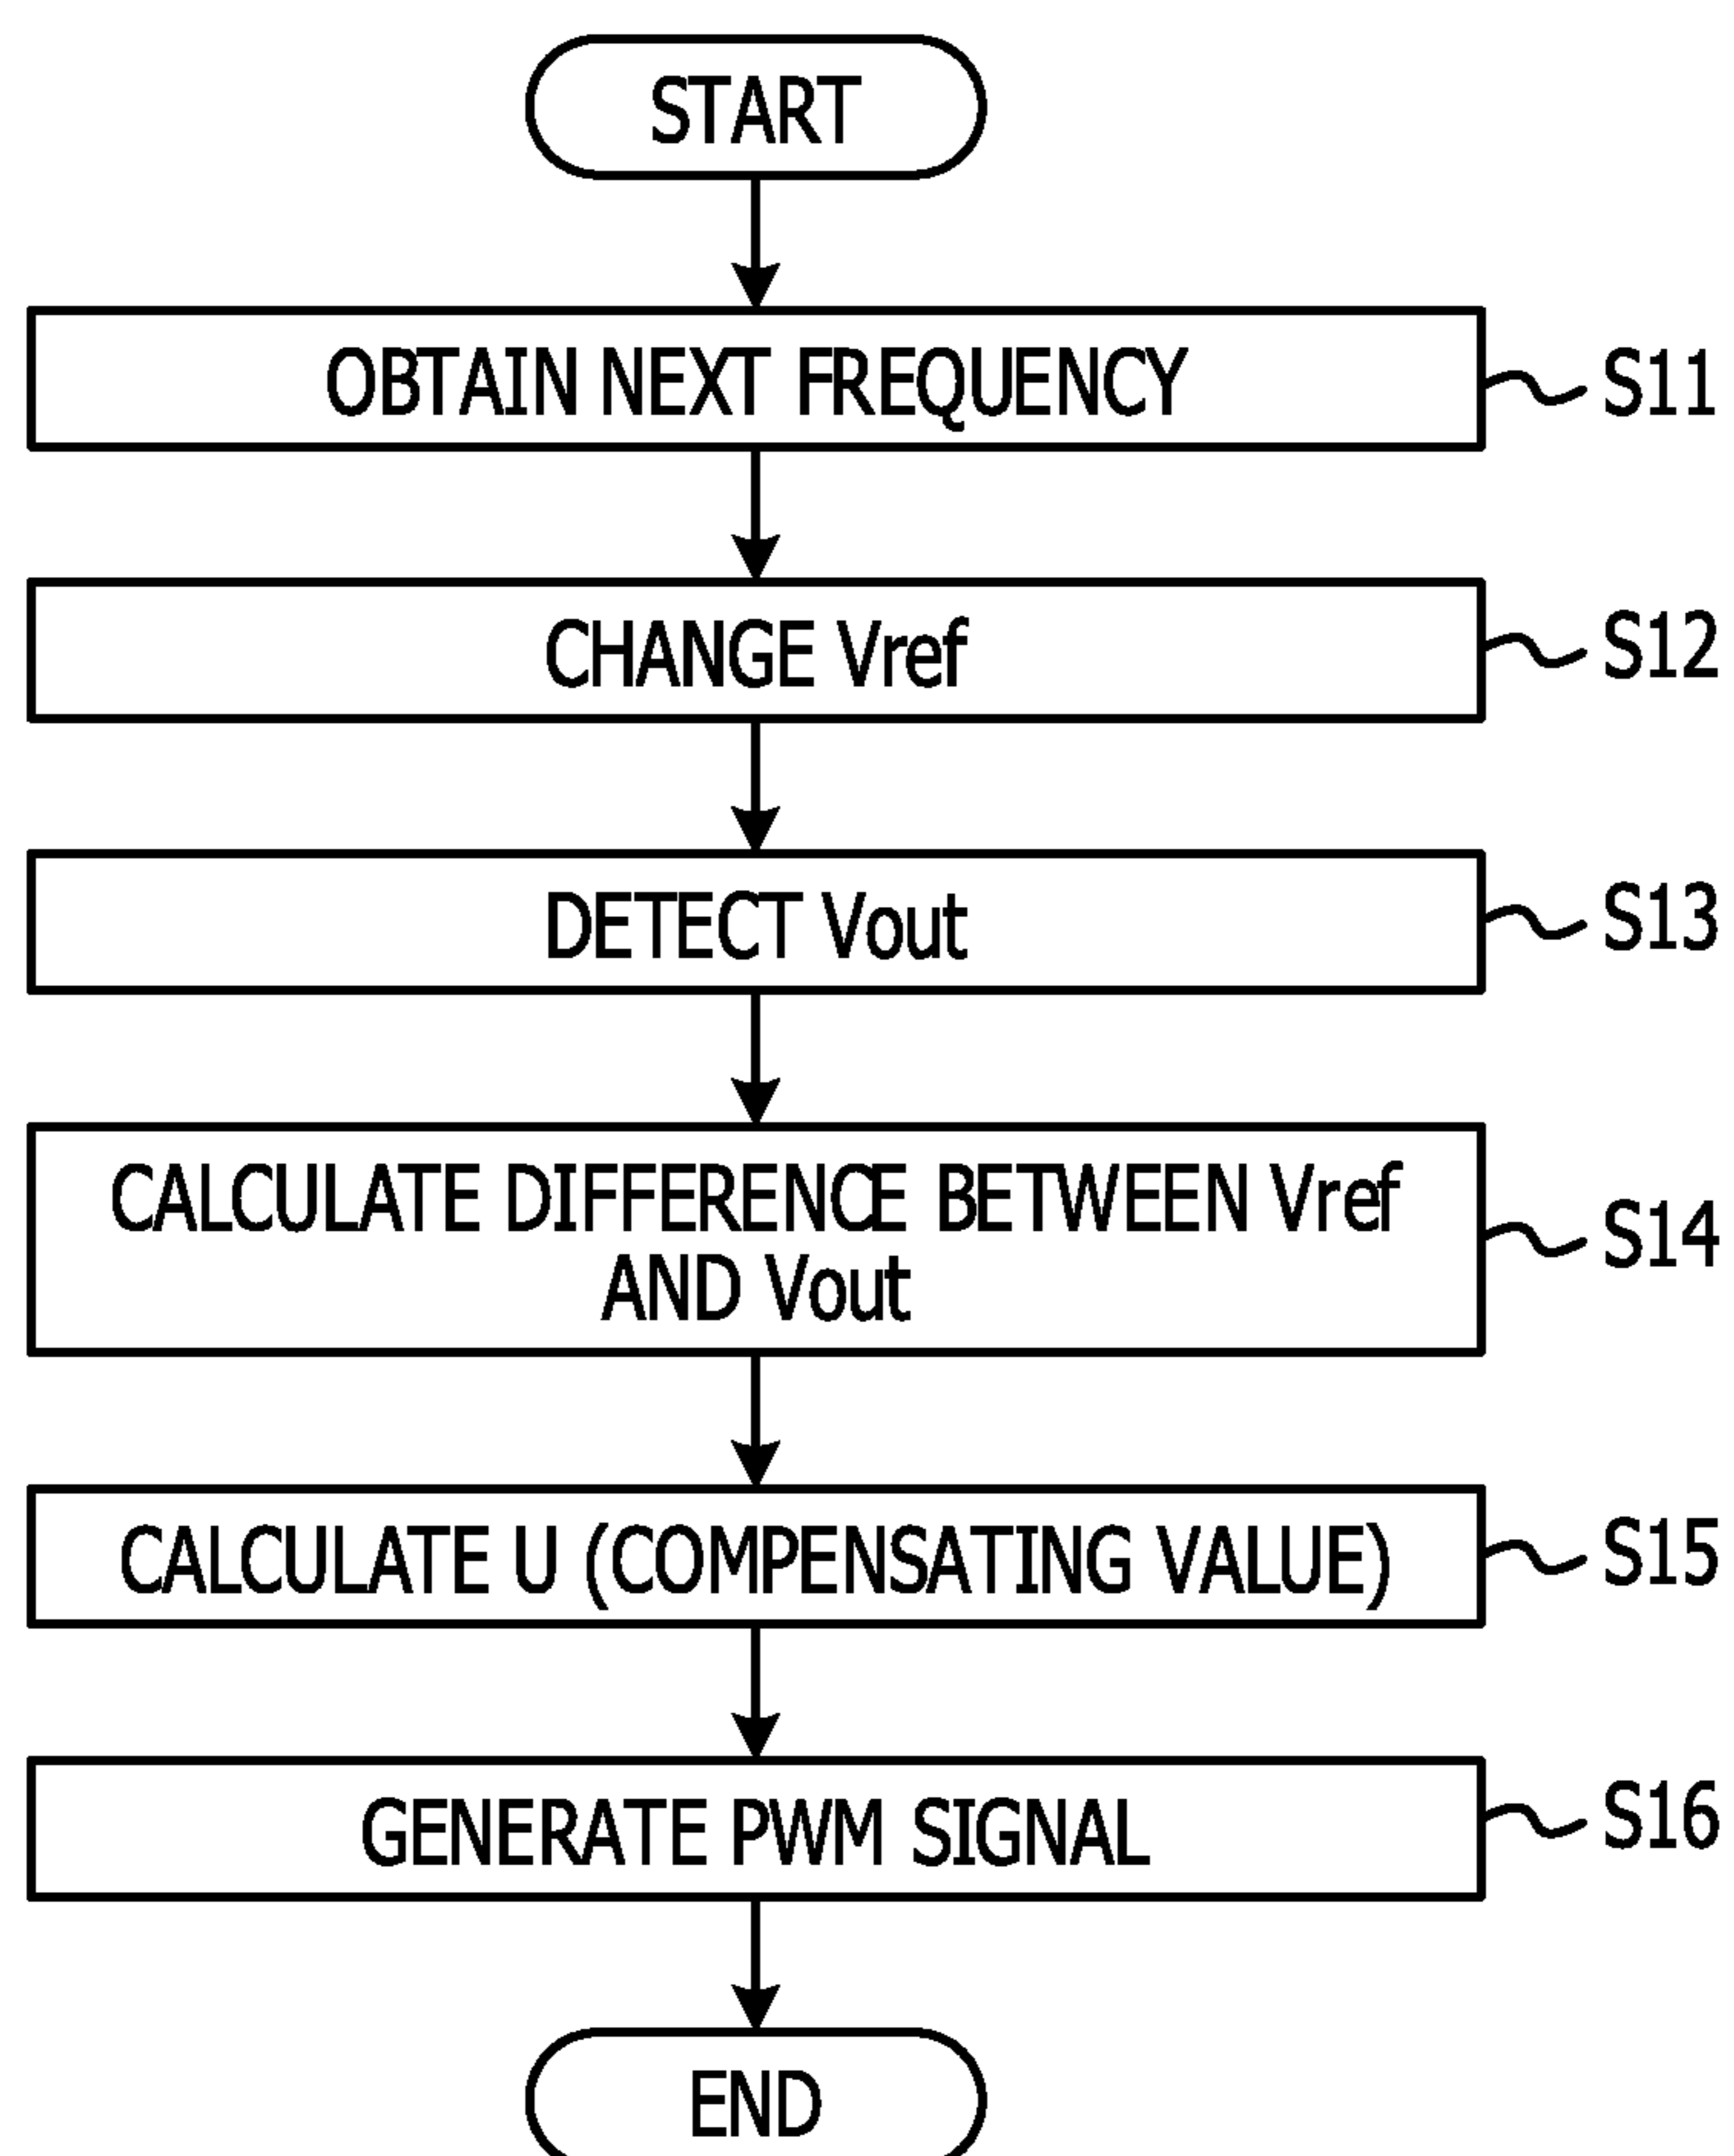 START
OBTAIN NEXT FREQUENCY
S11
CHANGE Vref
S12
DETECT Vout
S13
CALCULATE DIFFERENCE BETWEEN Vref
AND Vout
S14
CALCULATE U (COMPENSATING VALUE)
S15
GENERATE PWM SIGNAL
S16
END